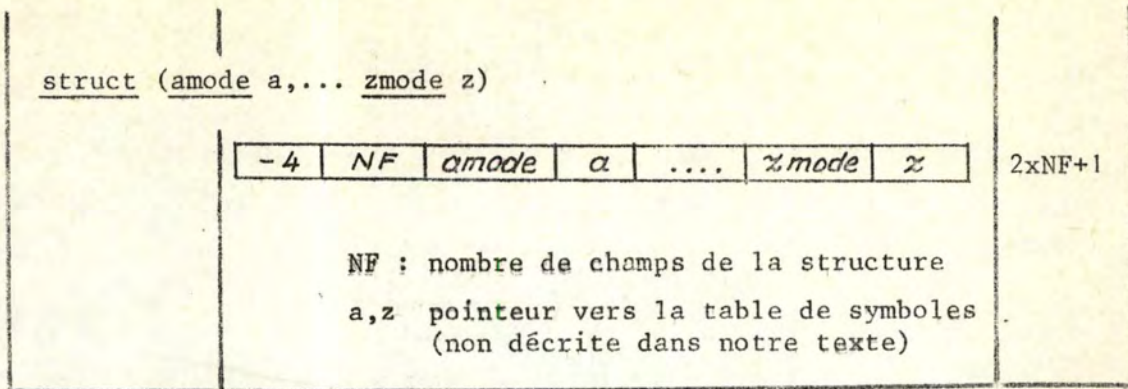 struct (amode a,... zmode z)
-4 NF amode a .... zmode z 2xNF+1
NF : nombre de champs de la structure
a,z pointeur vers la table de symboles
(non décrite dans notre texte)